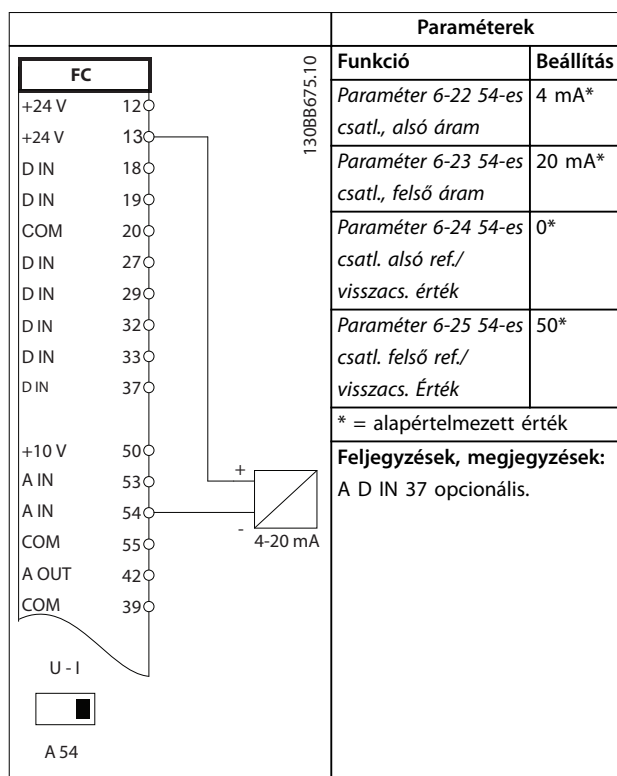 Paraméterek
FC
+24 V 12
+24 V 13
D IN 18
D IN 19
COM 20
D IN 27
D IN 29
D IN 32
D IN 33
D IN 37
+10 V 50
A IN 53
A IN 54
COM 55
A OUT 42
COM 39
U - I
A 54
+
-
4-20 mA
130BB675.10
Funkció Beállítás
Paraméter 6-22 54-es 4 mA*
csatl., alsó áram
Paraméter 6-23 54-es 20 mA*
csatl., felső áram
Paraméter 6-24 54-es 0*
csatl. alsó ref./
visszacs. érték
Paraméter 6-25 54-es 50*
csatl. felső ref./
visszacs. Érték
* = alapértelmezett érték
Feljegyzések, megjegyzések:
A D IN 37 opcionális.